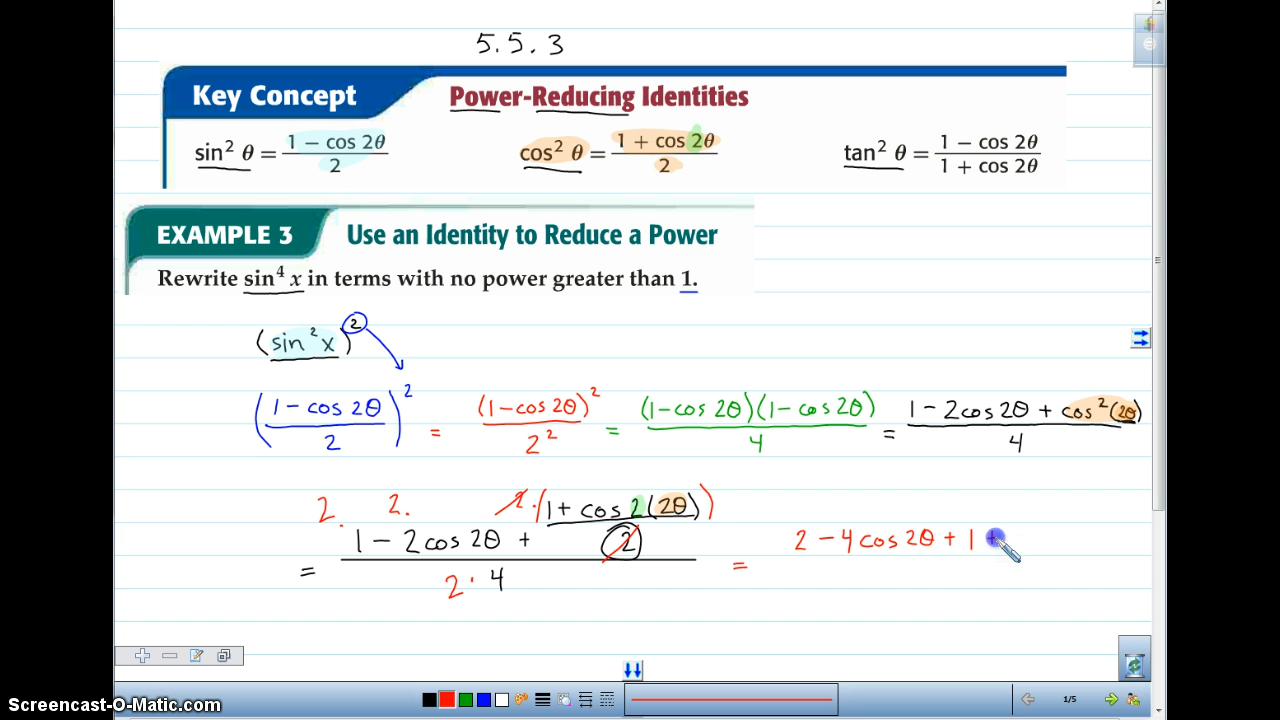 5.5.3
Key Concept Power-Reducing Identities
sin² θ = (1 − cos 2θ)/2 cos² θ = (1 + cos 2θ)/2 tan² θ = (1 − cos 2θ)/(1 + cos 2θ)
EXAMPLE 3 Use an Identity to Reduce a Power
Rewrite sin⁴ x in terms with no power greater than 1.
(sin²x)²
((1 − cos 2θ)/2)² = (1−cos2θ)²/2² = (1−cos 2θ)(1−cos 2θ)/4 = (1 − 2cos 2θ + cos²(2θ))/4
2. 2. 2·(1 + cos 2(2θ))
= (1 − 2cos 2θ + 2)/(2·4) = 2 − 4cos 2θ + 1 +
1/5
Screencast-O-Matic.com